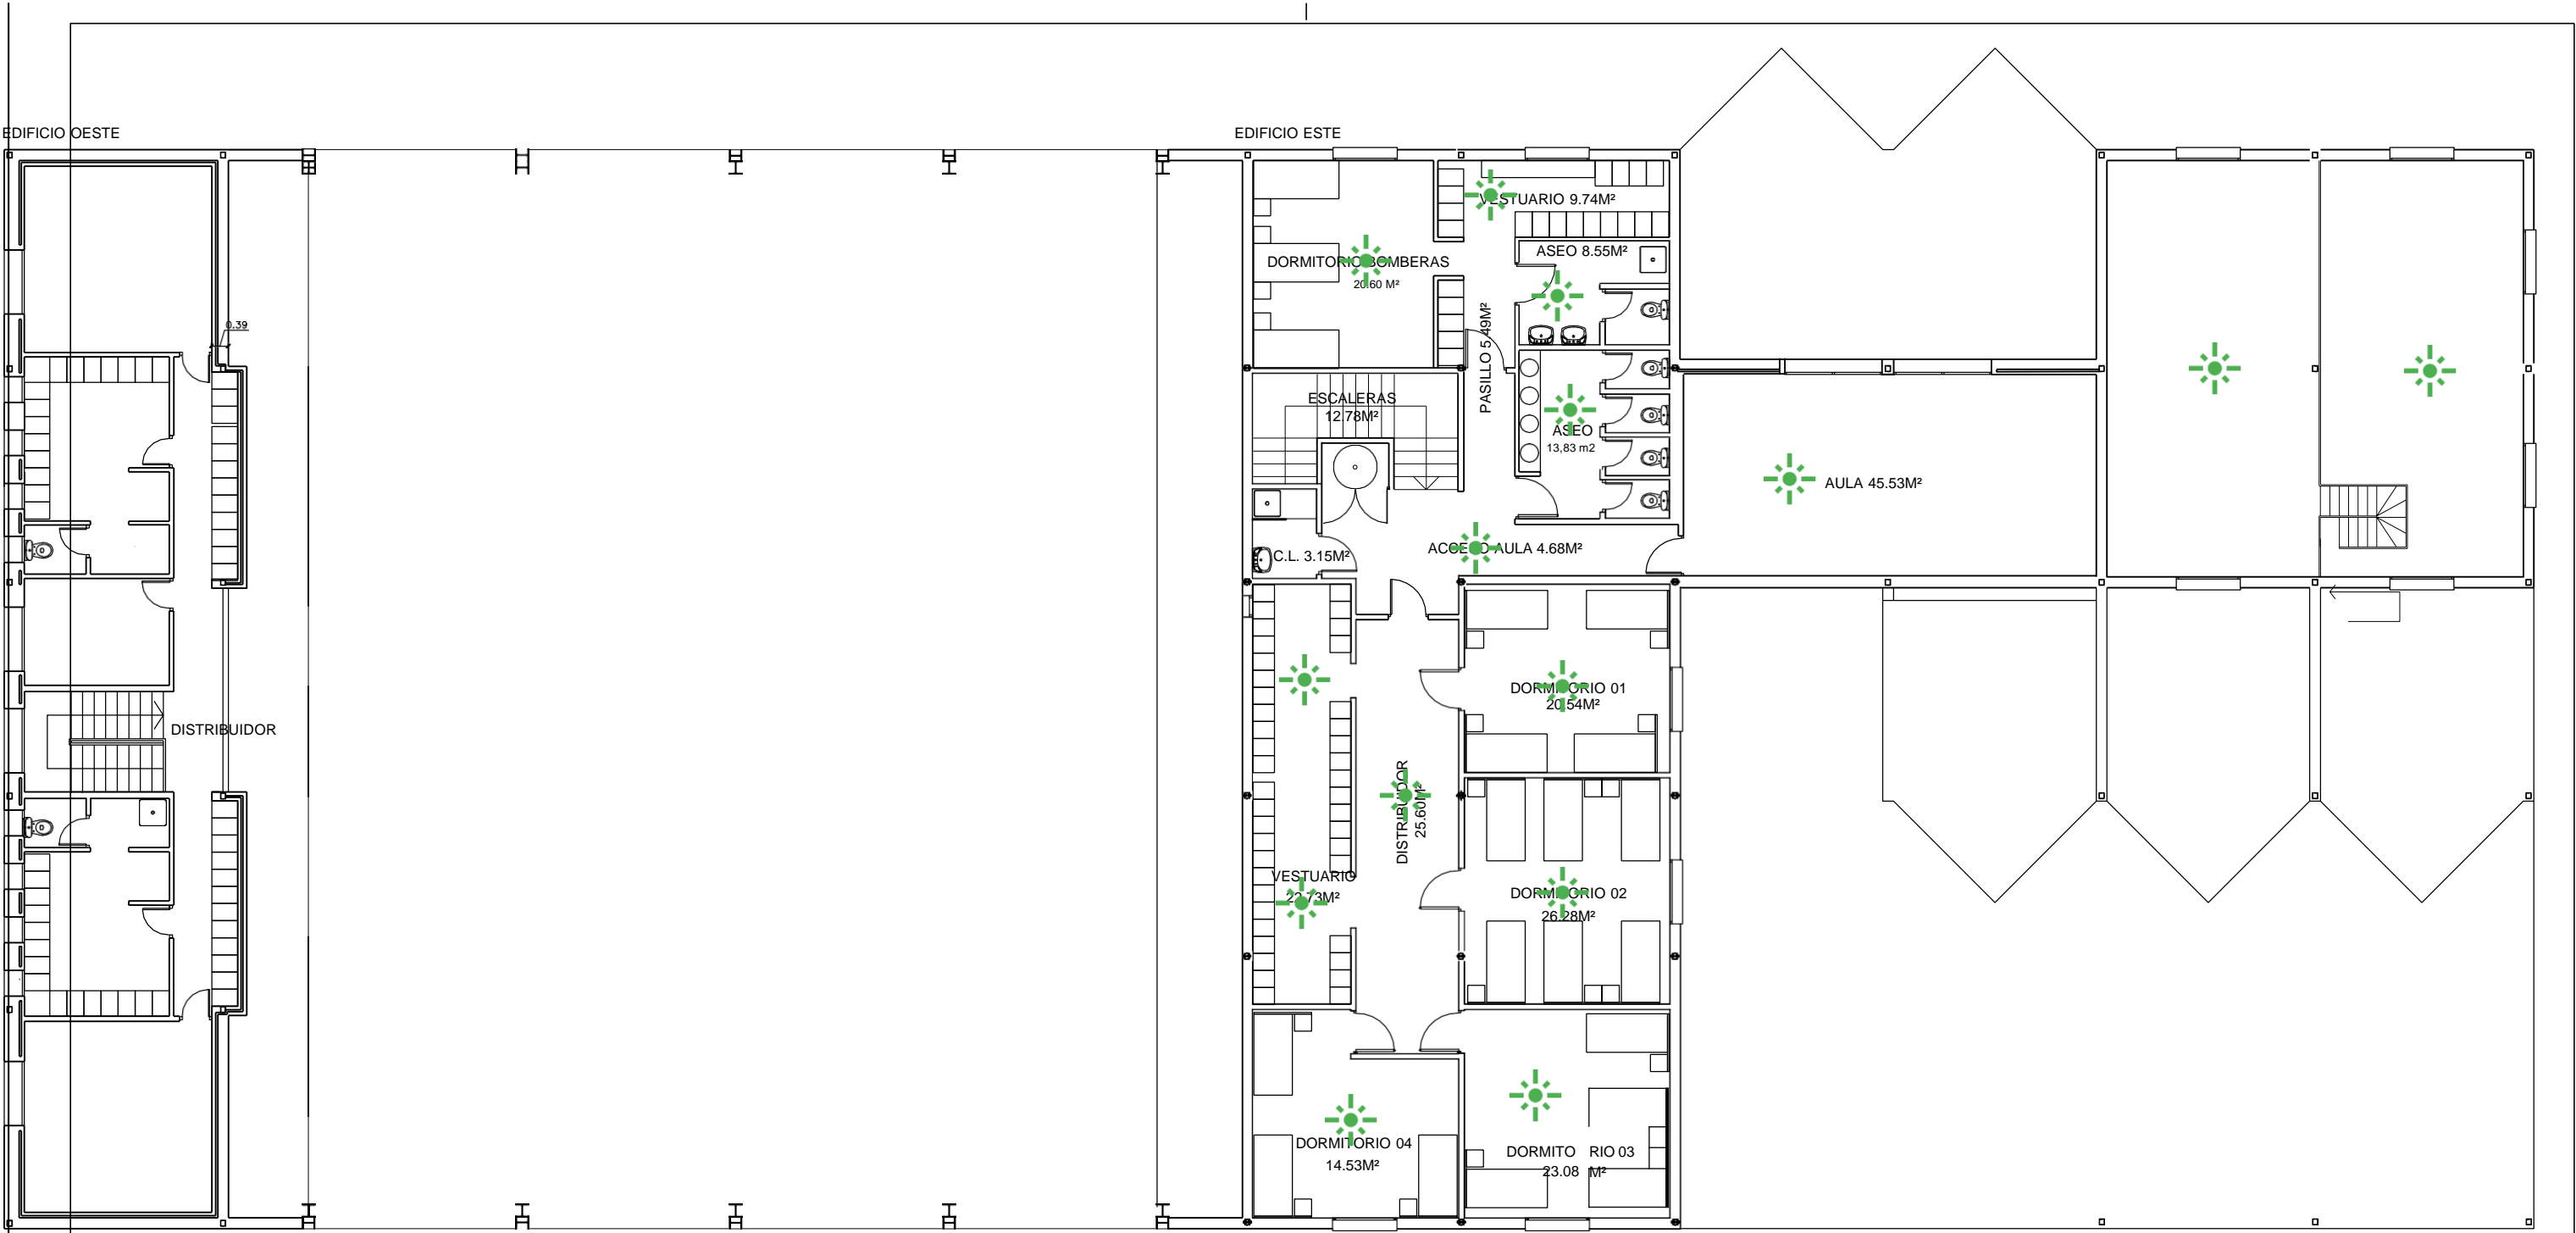 EDIFICIO OESTE
EDIFICIO ESTE
VESTUARIO 9.74M²
ASEO 8.55M²
DORMITORIO BOMBERAS
20.60 M²
0.39
PASILLO 5.49M²
ESCALERAS
12.78M²
ASEO
13,83 m2
AULA 45.53M²
ACCESO AULA 4.68M²
C.L. 3.15M²
DORMITORIO 01
20.54M²
DISTRIBUIDOR
DISTRIBUIDOR
25.60M²
VESTUARIO
22.73M²
DORMITORIO 02
26.28M²
DORMITORIO 04
14.53M²
DORMITO RIO 03
23.08 M²